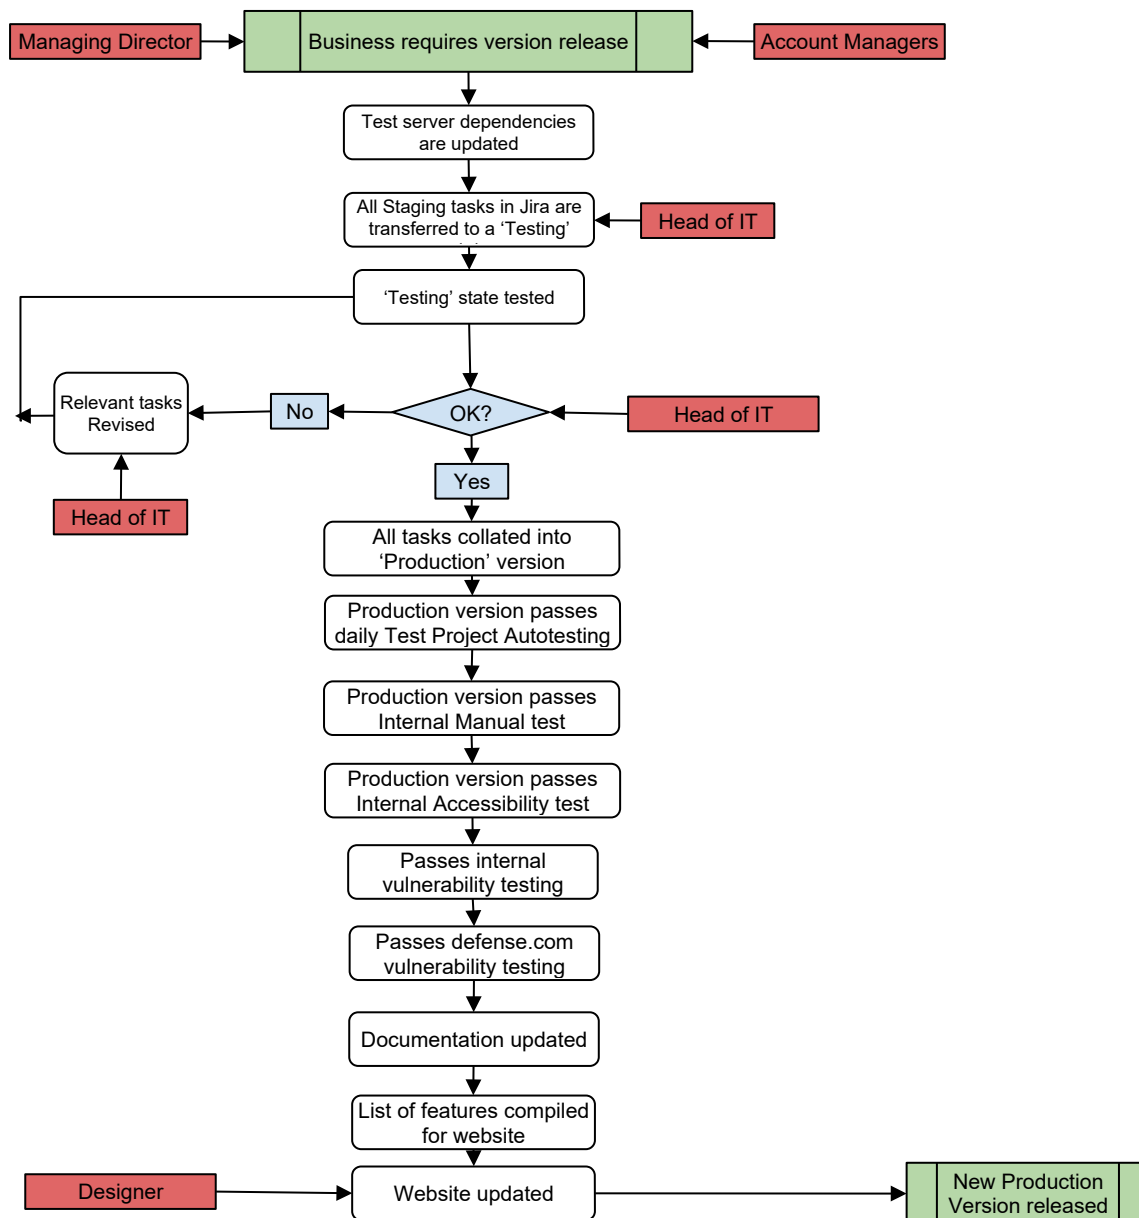 Managing Director
Business requires version release
Account Managers
Test server dependencies
are updated
All Staging tasks in Jira are
transferred to a ‘Testing’
Head of IT
‘Testing’ state tested
Relevant tasks
Revised
No
OK?
Head of IT
Yes
Head of IT
All tasks collated into
‘Production’ version
Production version passes
daily Test Project Autotesting
Production version passes
Internal Manual test
Production version passes
Internal Accessibility test
Passes internal
vulnerability testing
Passes defense.com
vulnerability testing
Documentation updated
List of features compiled
for website
Designer
Website updated
New Production
Version released